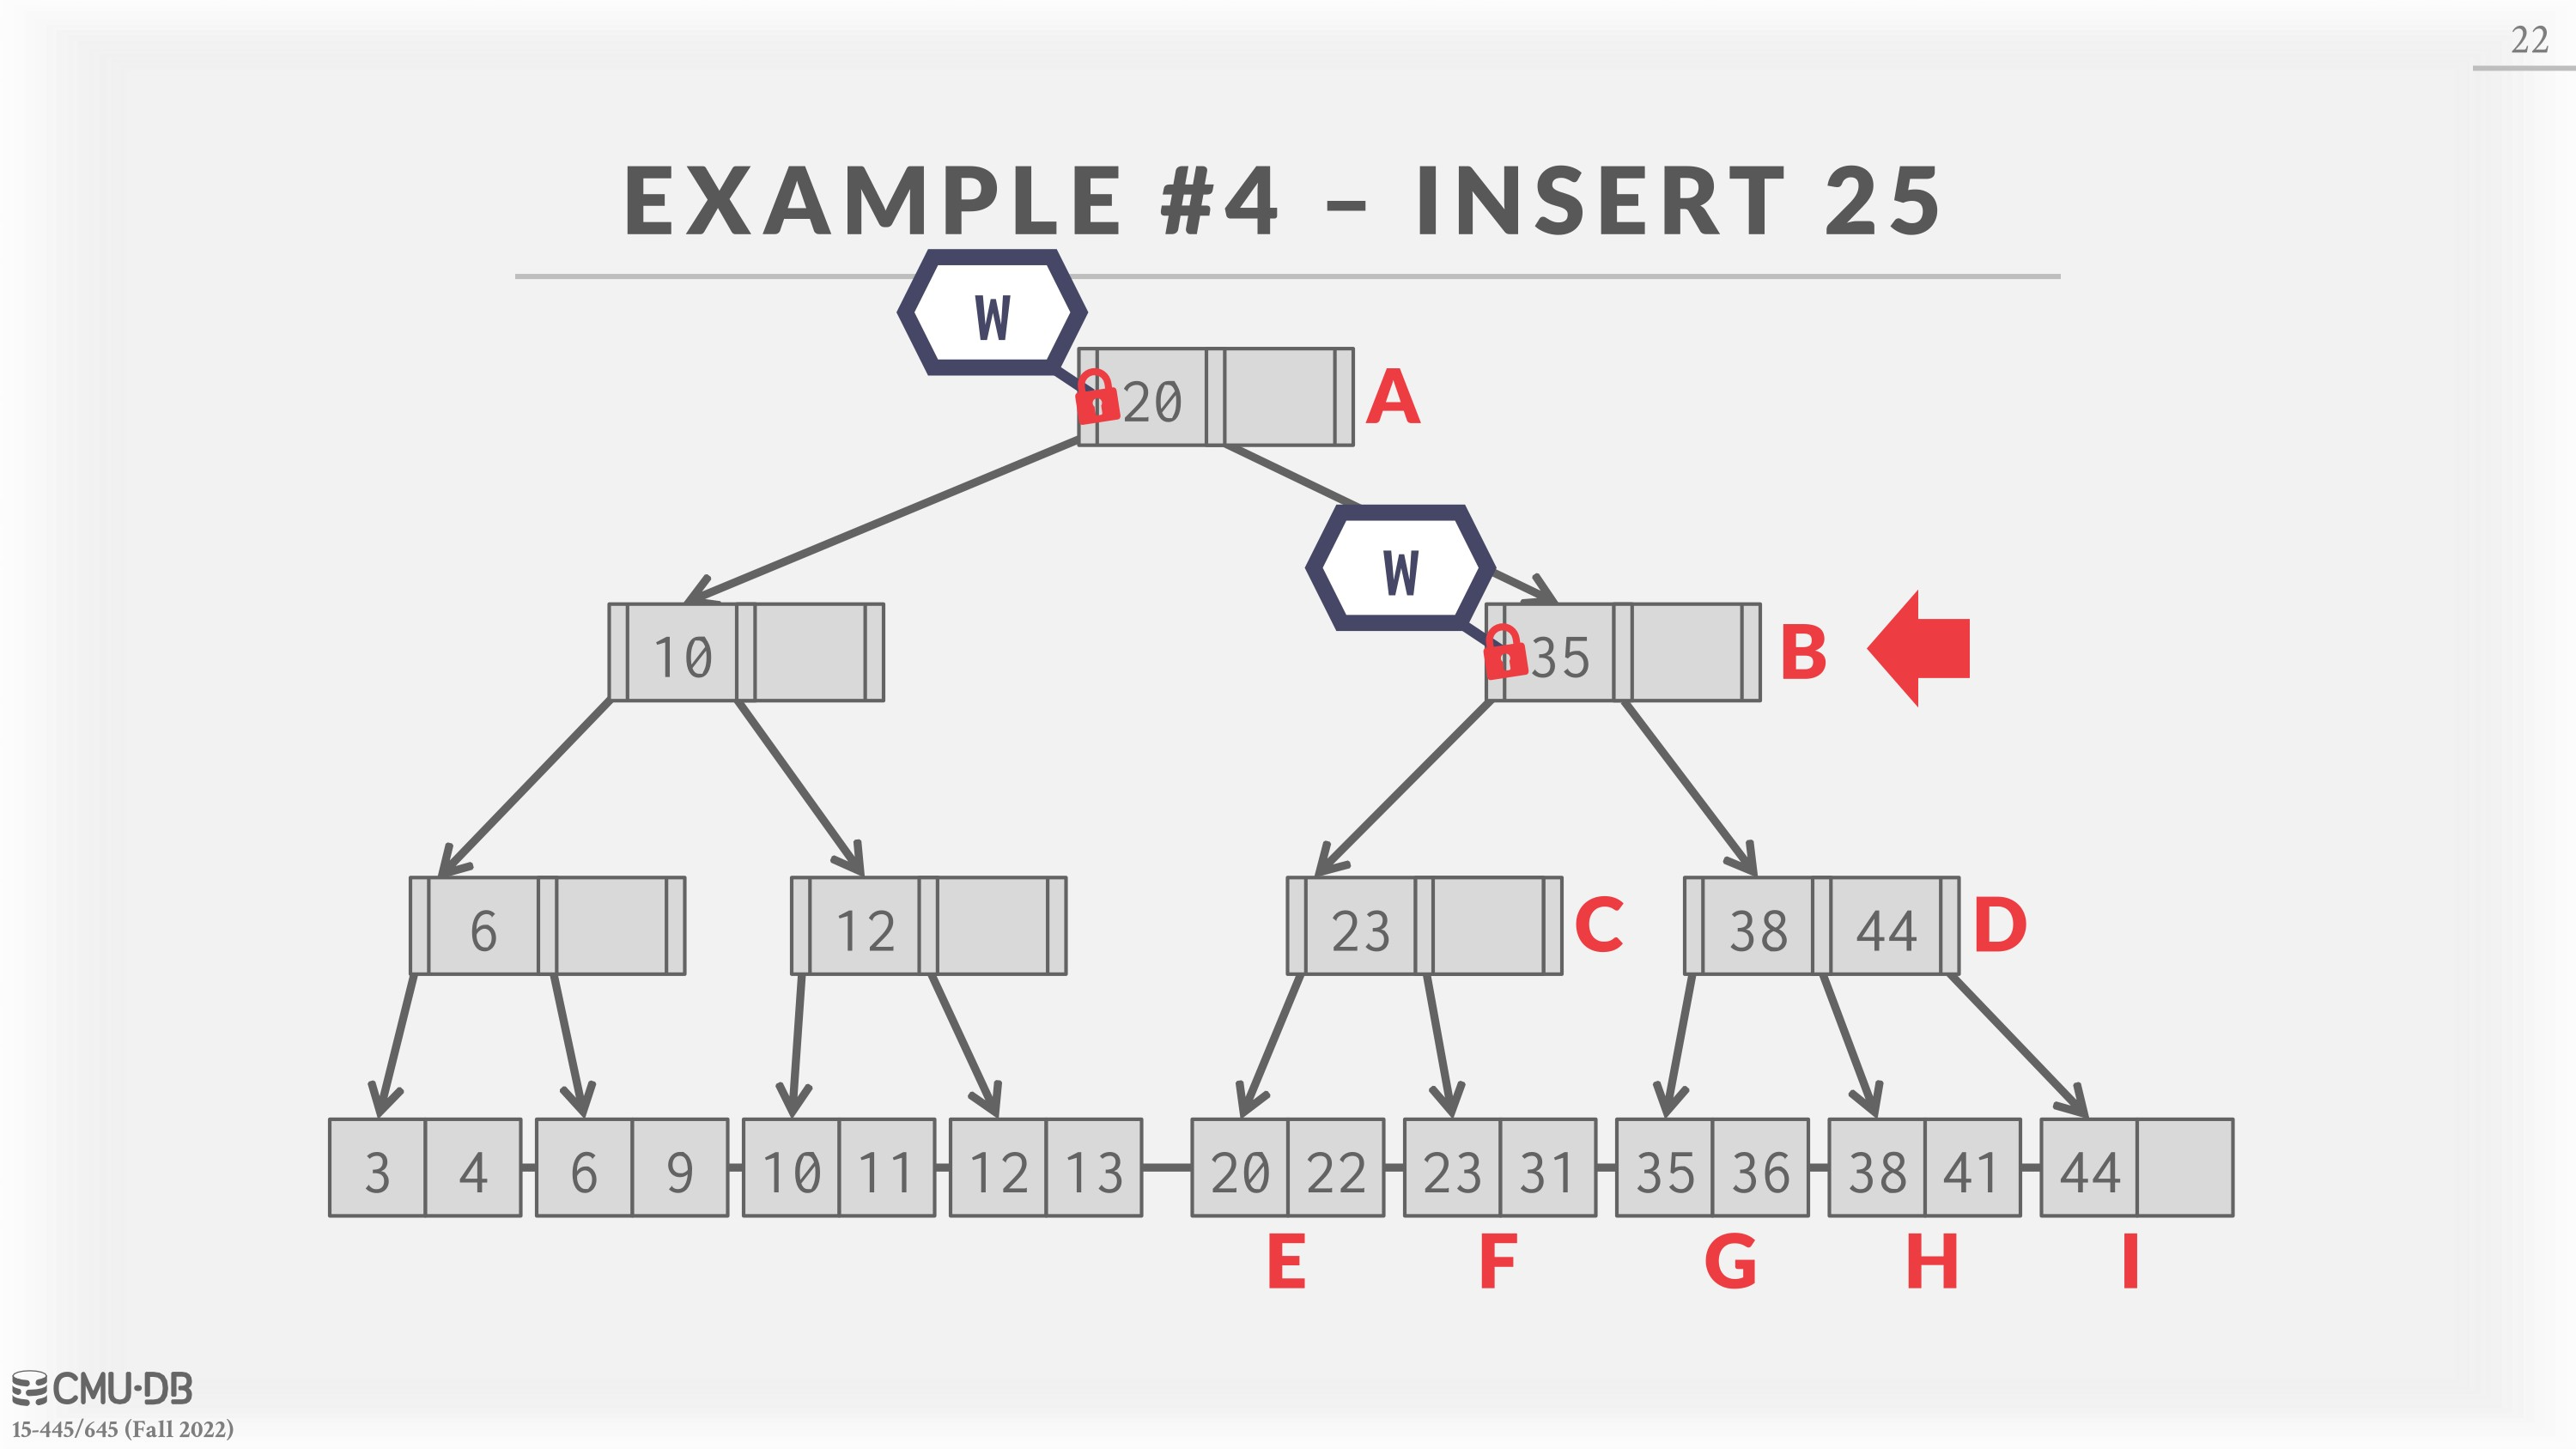 22
EXAMPLE #4 – INSERT 25
W
20 A
W
10 35 B
6 12 23 C 38 44 D
3 4 6 9 10 11 12 13 20 22 23 31 35 36 38 41 44
E F G H I
CMU·DB
15-445/645 (Fall 2022)